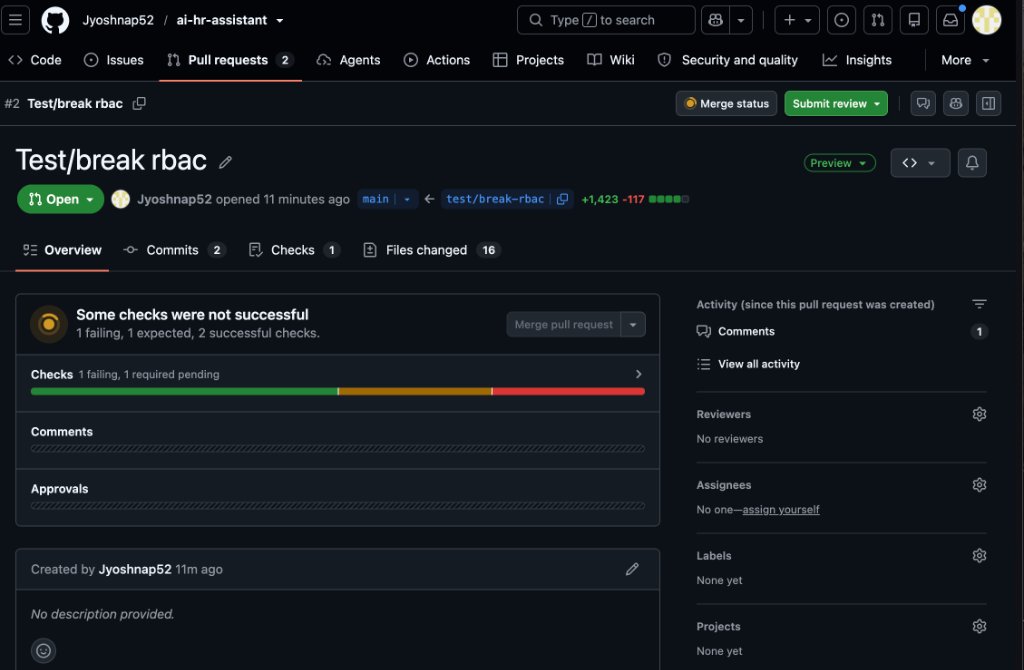 Jyoshnap52 / ai-hr-assistant
Type / to search
Code Issues Pull requests 2 Agents Actions Projects Wiki Security and quality Insights More
#2 Test/break rbac
Merge status
Submit review
Test/break rbac
Preview
Open Jyoshnap52 opened 11 minutes ago main ← test/break-rbac +1,423 -117
Overview Commits 2 Checks 1 Files changed 16
Some checks were not successful
1 failing, 1 expected, 2 successful checks.
Merge pull request
Checks 1 failing, 1 required pending
Comments
Approvals
Created by Jyoshnap52 11m ago
No description provided.
Activity (since this pull request was created)
Comments 1
View all activity
Reviewers
No reviewers
Assignees
No one—assign yourself
Labels
None yet
Projects
None yet